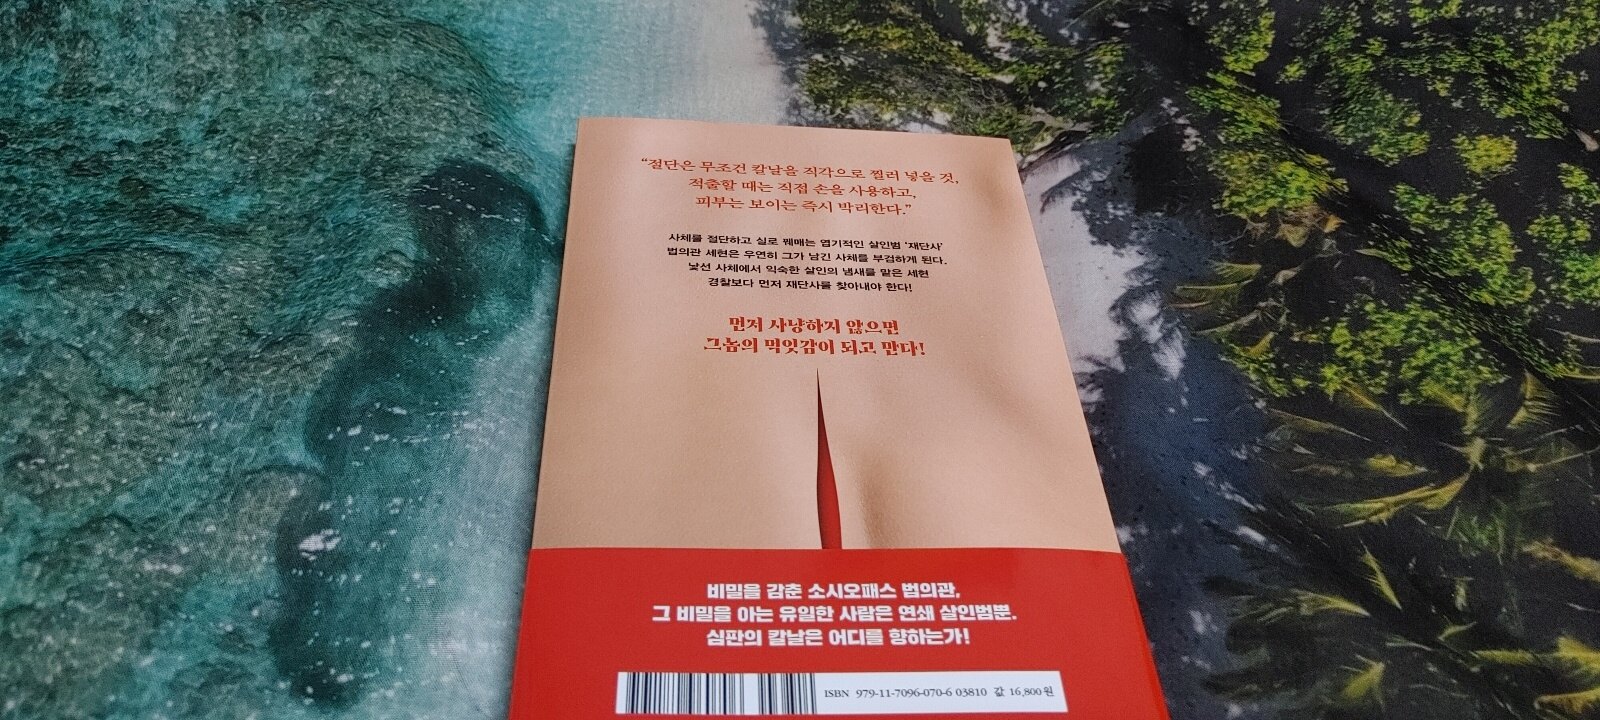 “절단은 무조건 칼날을 직각으로 찔러 넣을 것,
적출할 때는 직접 손을 사용하고,
피부는 보이는 즉시 박리한다.”
사체를 절단하고 실로 꿰매는 엽기적인 살인범 ‘재단사’
법의관 세현은 우연히 그가 남긴 사체를 부검하게 된다.
낯선 사체에서 익숙한 살인의 냄새를 맡은 세현
경찰보다 먼저 재단사를 찾아내야 한다!
먼저 사냥하지 않으면
그놈의 먹잇감이 되고 만다!
비밀을 감춘 소시오패스 법의관,
그 비밀을 아는 유일한 사람은 연쇄 살인범뿐.
심판의 칼날은 어디를 향하는가!
ISBN 979-11-7096-070-6 03810 값 16,800원